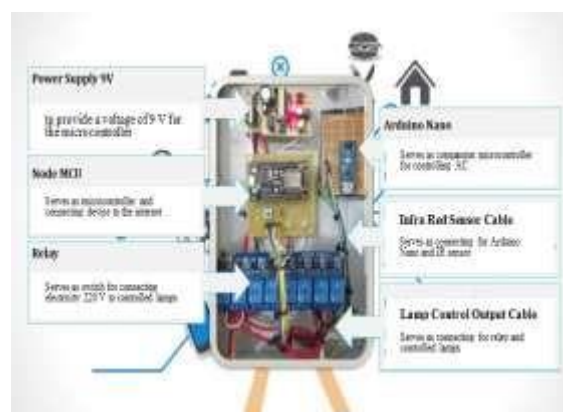 Power Supply 9V
to provide a voltage of 9 V for
the microcontroller
Node MCU
Serves as microcontroller and
connecting device to the internet
Relay
Serves as switch for connecting
electricity 220 V to controlled lamps
Arduino Nano
Serves as companion microcontroller
for controlling AC
Infra Red Sensor Cable
Serves as connecting for Arduino
Nano and IR sensor
Lamp Control Output Cable
Serves as connecting for relay and
controlled lamps